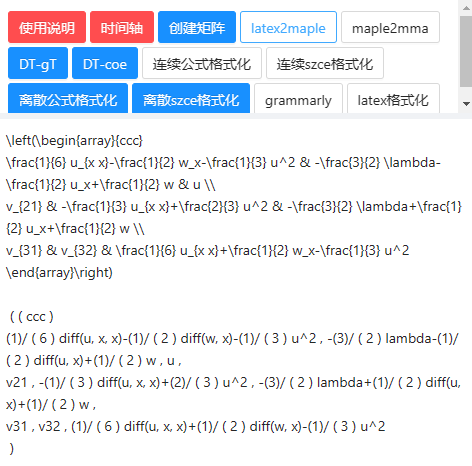 使用说明 时间轴 创建矩阵 latex2maple maple2mma
DT-gT DT-coe 连续公式格式化 连续szce格式化
离散公式格式化 离散szce格式化 grammarly latex格式化
\left(\begin{array}{ccc}
\frac{1}{6} u_{x x}-\frac{1}{2} w_x-\frac{1}{3} u^2 & -\frac{3}{2} \lambda-
\frac{1}{2} u_x+\frac{1}{2} w & u \\
v_{21} & -\frac{1}{3} u_{x x}+\frac{2}{3} u^2 & -\frac{3}{2} \lambda+\frac{1}
{2} u_x+\frac{1}{2} w \\
v_{31} & v_{32} & \frac{1}{6} u_{x x}+\frac{1}{2} w_x-\frac{1}{3} u^2
\end{array}\right)
( ( ccc )
(1)/ ( 6 ) diff(u, x, x)-(1)/ ( 2 ) diff(w, x)-(1)/ ( 3 ) u^2 , -(3)/ ( 2 ) lambda-(1)/
( 2 ) diff(u, x)+(1)/ ( 2 ) w , u ,
v21 , -(1)/ ( 3 ) diff(u, x, x)+(2)/ ( 3 ) u^2 , -(3)/ ( 2 ) lambda+(1)/ ( 2 ) diff(u,
x)+(1)/ ( 2 ) w ,
v31 , v32 , (1)/ ( 6 ) diff(u, x, x)+(1)/ ( 2 ) diff(w, x)-(1)/ ( 3 ) u^2
)